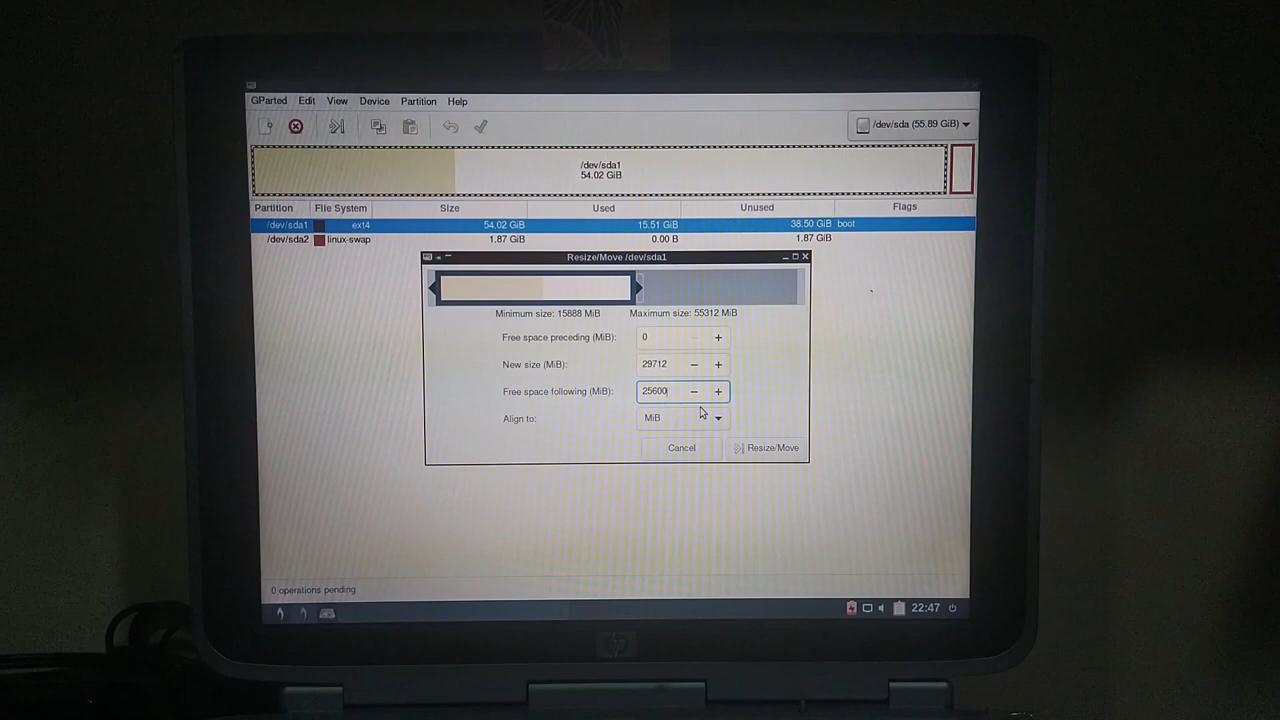 GParted Edit View Device Partition Help
/dev/sda (55.89 GiB)
/dev/sda1
54.02 GiB
Partition File System Size Used Unused Flags
/dev/sda1 ext4 54.02 GiB 15.51 GiB 38.50 GiB boot
/dev/sda2 linux-swap 1.87 GiB 0.00 B 1.87 GiB
Resize/Move /dev/sda1
Minimum size: 15888 MiB Maximum size: 55312 MiB
Free space preceding (MiB): 0
New size (MiB): 29712
Free space following (MiB): 25600
Align to: MiB
Cancel Resize/Move
0 operations pending
22:47
hp